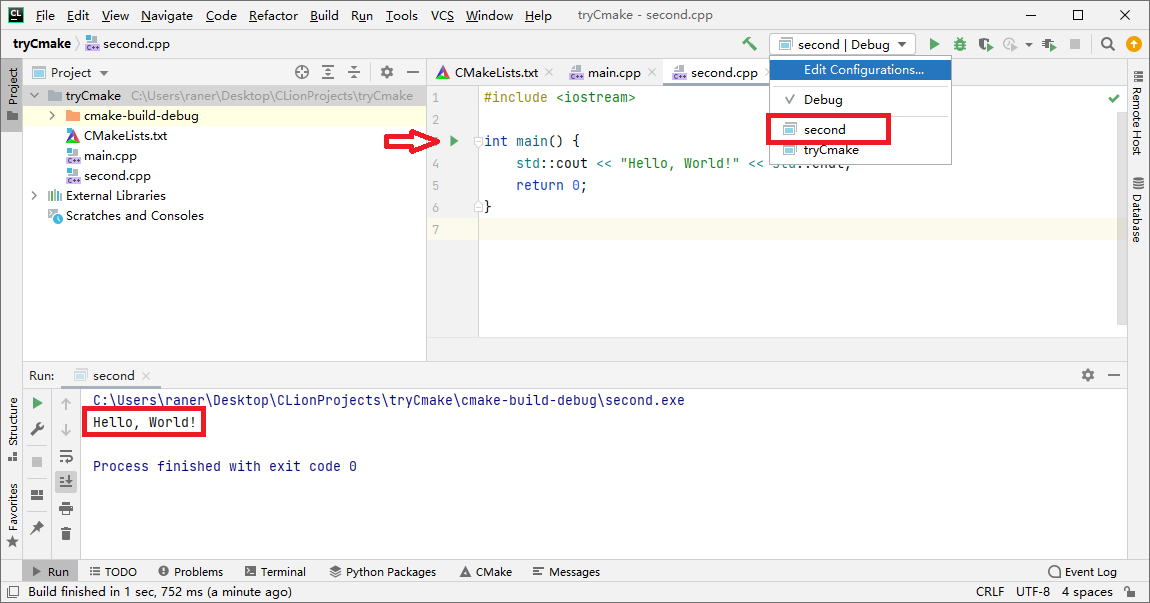 CL File Edit View Navigate Code Refactor Build Run Tools VCS Window Help tryCmake - second.cpp
tryCmake second.cpp second | Debug
Project Project CMakeLists.txt main.cpp second.cpp Edit Configurations...
tryCmake C:\Users\raner\Desktop\CLionProjects\tryCmake
cmake-build-debug
CMakeLists.txt
main.cpp
second.cpp
External Libraries
Scratches and Consoles
1 #include <iostream>
2
int main() {
4 std::cout << "Hello, World!" << std::endl;
5 return 0;
6 }
7
Debug
second
tryCmake
Remote Host
Database
Run: second
C:\Users\raner\Desktop\CLionProjects\tryCmake\cmake-build-debug\second.exe
Hello, World!
Process finished with exit code 0
Structure
Favorites
Run TODO Problems Terminal Python Packages CMake Messages Event Log
Build finished in 1 sec, 752 ms (a minute ago) CRLF UTF-8 4 spaces